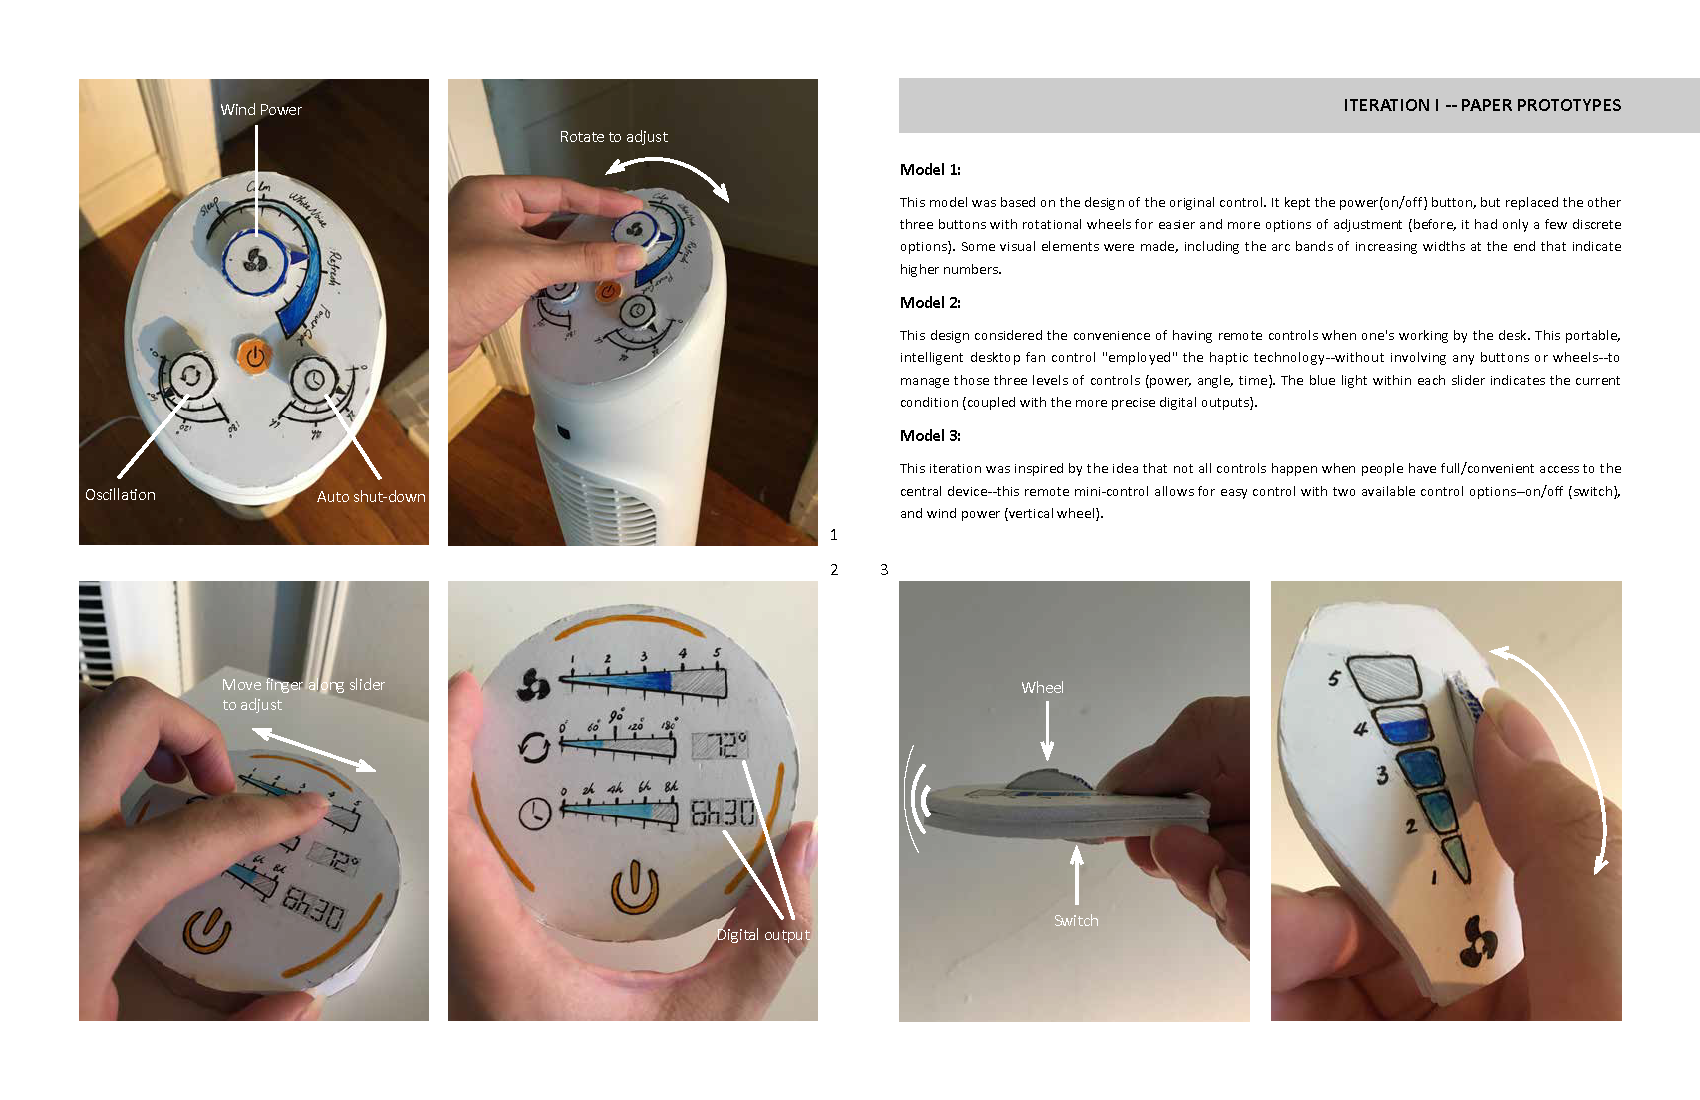 Wind Power
Sleep
Calm
White Noise
Refresh
Power Cool
Oscillation
Auto shut-down
Rotate to adjust
1
ITERATION I -- PAPER PROTOTYPES
Model 1:
This model was based on the design of the original control. It kept the power(on/off) button, but replaced the other
three buttons with rotational wheels for easier and more options of adjustment (before, it had only a few discrete
options). Some visual elements were made, including the arc bands of increasing widths at the end that indicate
higher numbers.
Model 2:
This design considered the convenience of having remote controls when one's working by the desk. This portable,
intelligent desktop fan control "employed" the haptic technology--without involving any buttons or wheels--to
manage those three levels of controls (power, angle, time). The blue light within each slider indicates the current
condition (coupled with the more precise digital outputs).
Model 3:
This iteration was inspired by the idea that not all controls happen when people have full/convenient access to the
central device--this remote mini-control allows for easy control with two available control options--on/off (switch),
and wind power (vertical wheel).
2
3
Move finger along slider
to adjust
1 2 3 4 5
72°
6h 8h
6h30
1 2 3 4 5
0° 60° 90° 120° 180°
72°
0 2h 4h 6h 8h
6h30
Digital output
Wheel
Switch
5
4
3
2
1